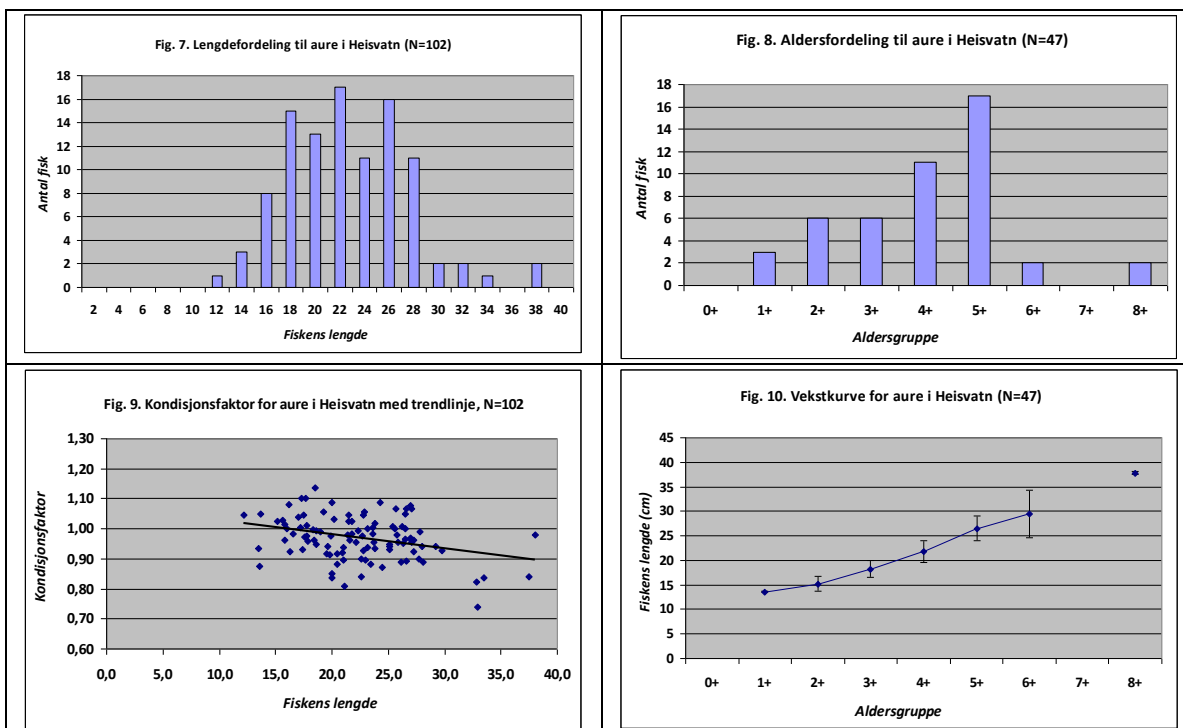 Fig. 7. Lengdefordeling til aure i Heisvatn (N=102)
Antal fisk
18
16
14
12
10
8
6
4
2
0
2 4 6 8 10 12 14 16 18 20 22 24 26 28 30 32 34 36 38 40
Fiskens lengde
Fig. 8. Aldersfordeling til aure i Heisvatn (N=47)
Antal fisk
18
16
14
12
10
8
6
4
2
0
0+ 1+ 2+ 3+ 4+ 5+ 6+ 7+ 8+
Aldersgruppe
Fig. 9. Kondisjonsfaktor for aure i Heisvatn med trendlinje, N=102
Kondisjonsfaktor
1,30
1,20
1,10
1,00
0,90
0,80
0,70
0,60
0,0 5,0 10,0 15,0 20,0 25,0 30,0 35,0 40,0
Fiskens lengde
Fig. 10. Vekstkurve for aure i Heisvatn (N=47)
Fiskens lengde (cm)
45
40
35
30
25
20
15
10
5
0
0+ 1+ 2+ 3+ 4+ 5+ 6+ 7+ 8+
Aldersgruppe